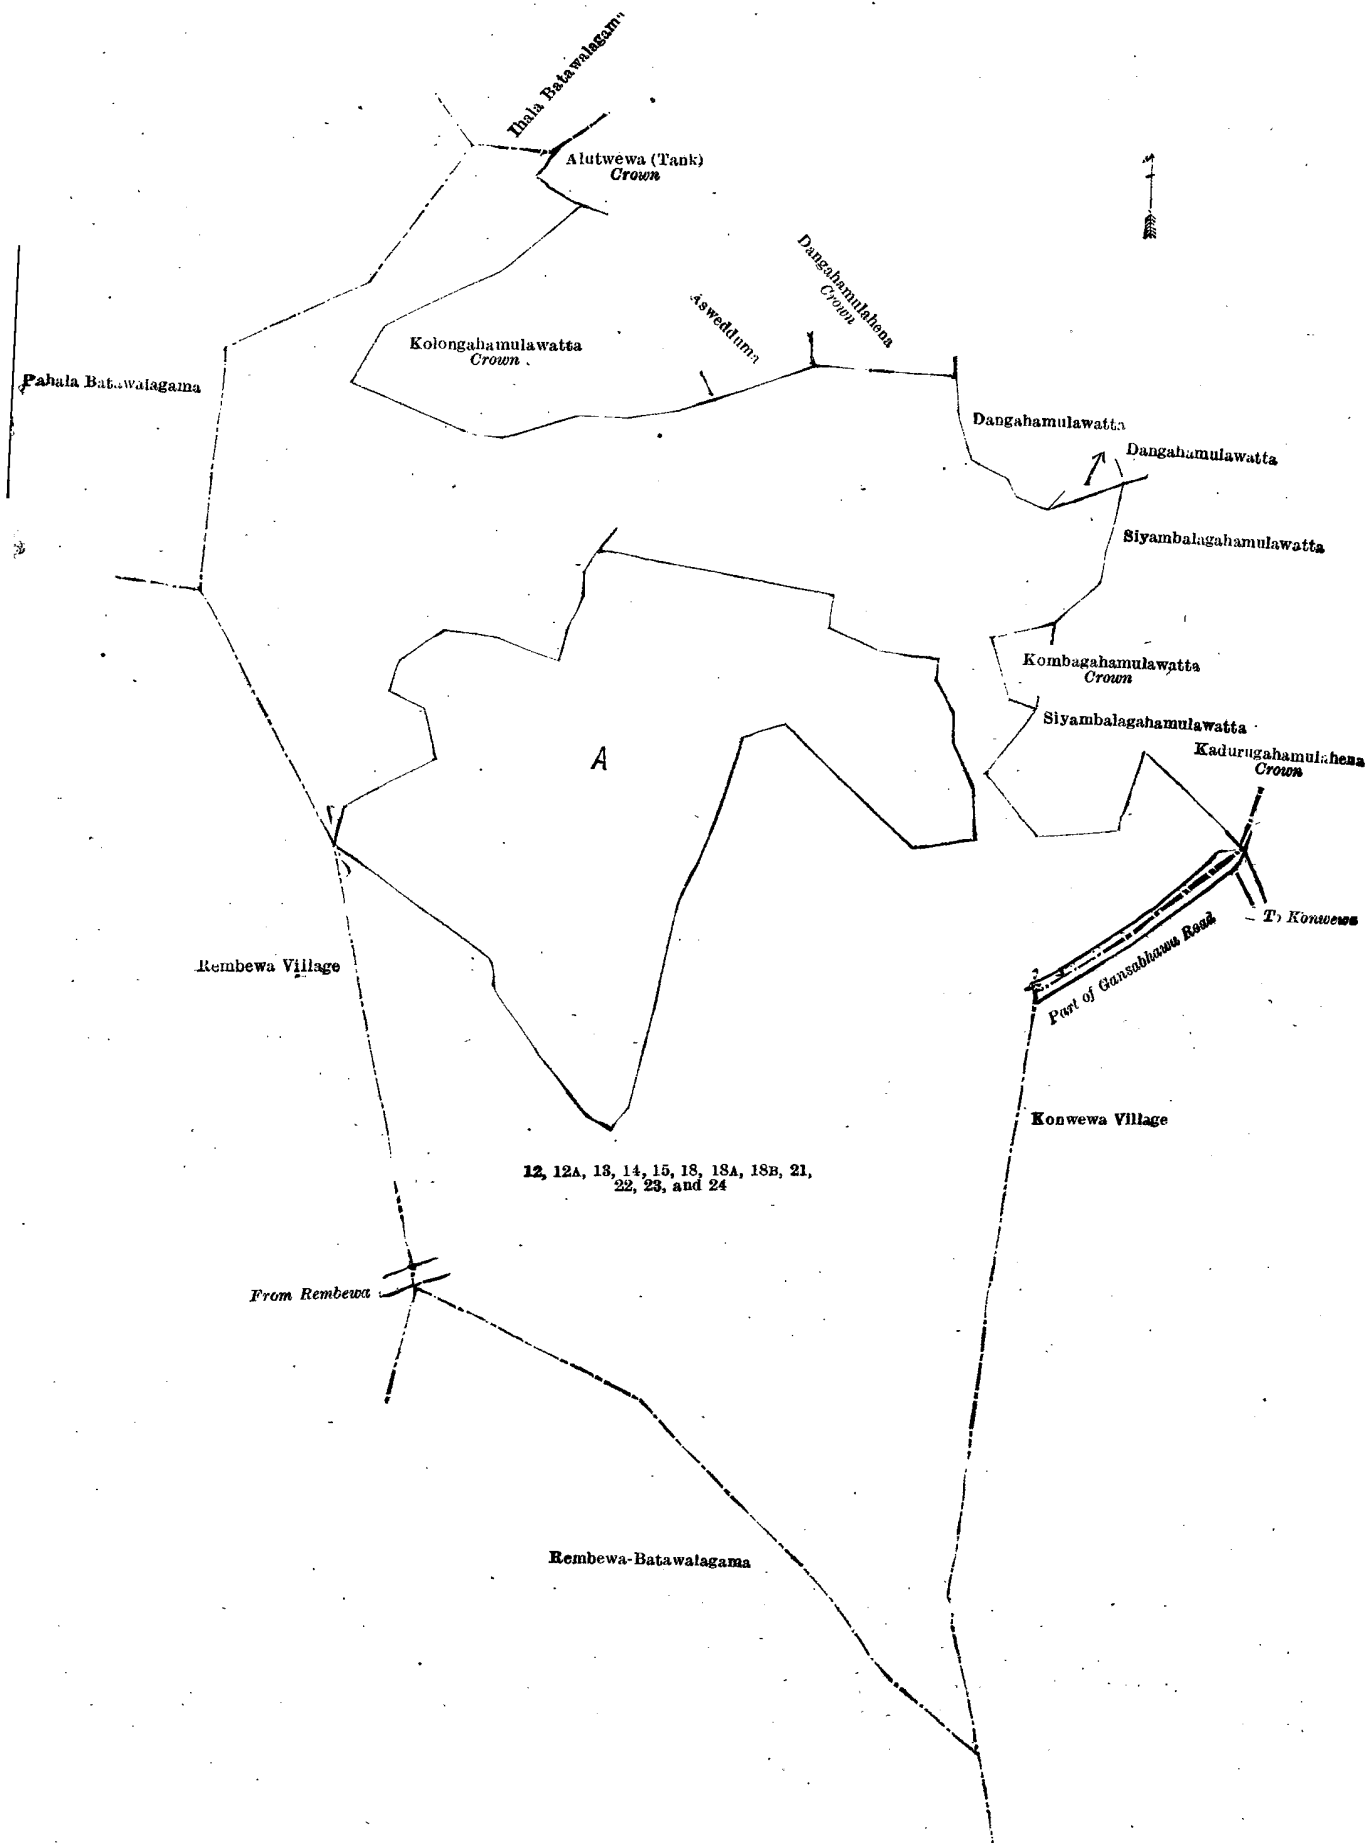 Ihala Batawalagam
Alutwewa (Tank)
Crown
Dangahamulahena
Crown
Aswedduma
Kolongahamulawatta
Crown
Pahala Batawalagama
Dangahamulawatta
Dangahamulawatta
Siyambalagahamulawatta
Kombagahamulawatta
Crown
Siyambalagahamulawatta
Kadurugahamulahena
Crown
A
To Konwewa
Part of Gansabhawa Road
Rembewa Village
Konwewa Village
12, 12A, 13, 14, 15, 18, 18A, 18B, 21,
22, 23, and 24
From Rembewa
Rembewa-Batawalagama